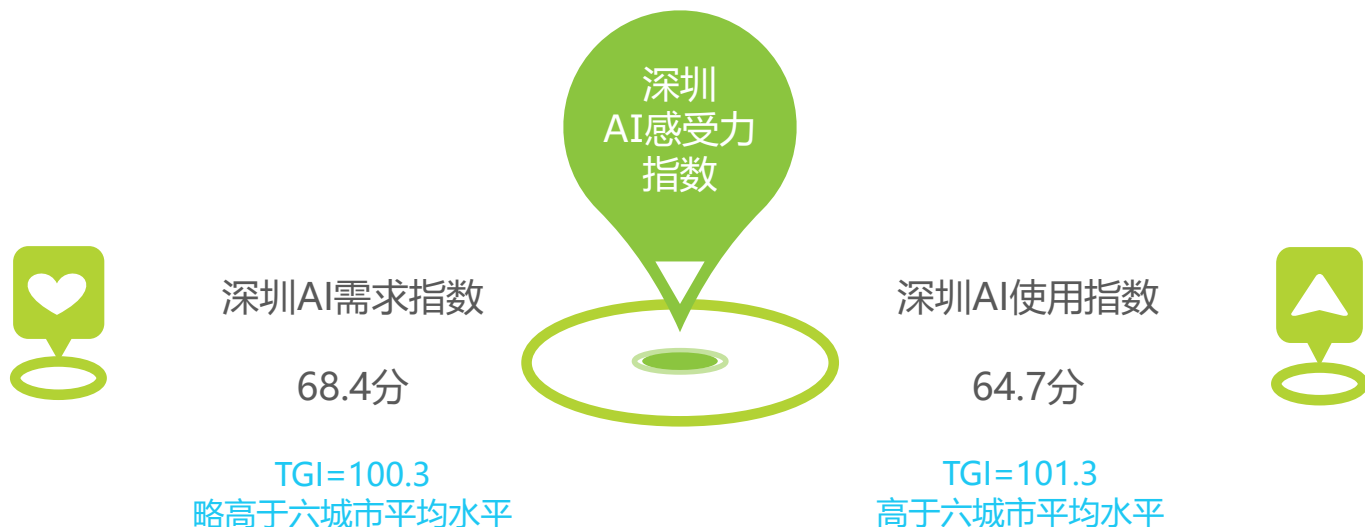 深圳
AI感受力
指数
深圳AI需求指数
68.4分
TGI=100.3
略高于六城市平均水平
深圳AI使用指数
64.7分
TGI=101.3
高于六城市平均水平